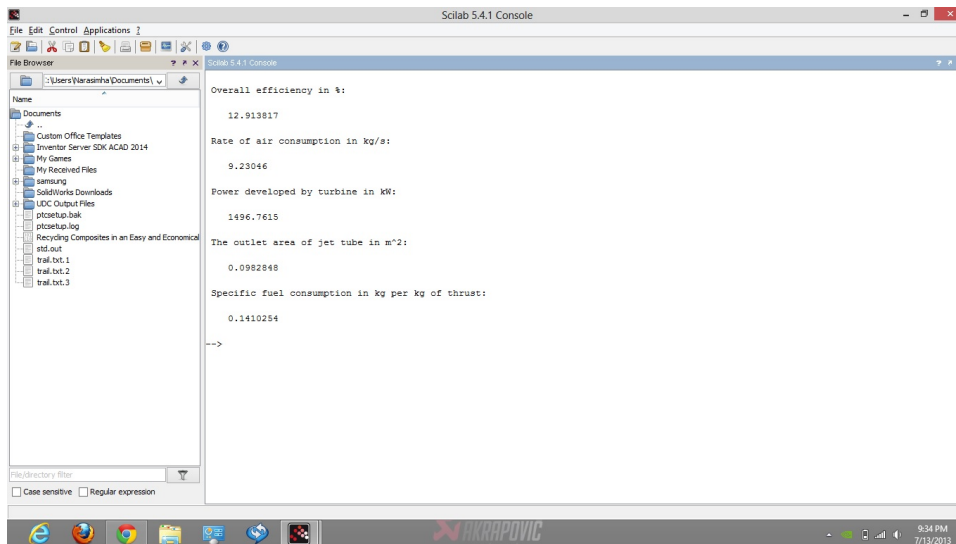 Scilab 5.4.1 Console
File Edit Control Applications ?
File Browser
Scilab 5.4.1 Console
:\Users\Narasimha\Documents\
Name
Documents
..
Custom Office Templates
Inventor Server SDK ACAD 2014
My Games
My Received Files
samsung
SolidWorks Downloads
UDC Output Files
ptcsetup.bak
ptcsetup.log
Recycling Composites in an Easy and Economical
std.out
trail.txt.1
trail.txt.2
trail.txt.3
Overall efficiency in %:
12.913817
Rate of air consumption in kg/s:
9.23046
Power developed by turbine in kW:
1496.7615
The outlet area of jet tube in m^2:
0.0982848
Specific fuel consumption in kg per kg of thrust:
0.1410254
-->
File/directory filter
Case sensitive Regular expression
AKRAPOVIC
9:34 PM
7/13/2013